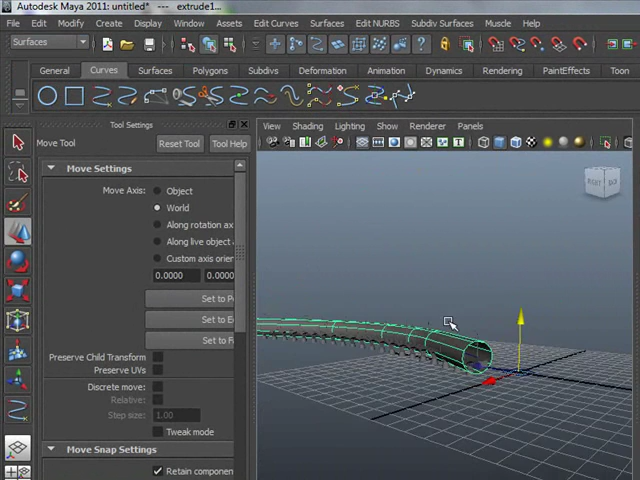 Autodesk Maya 2011: untitled* --- extrude1...
File Edit Modify Create Display Window Assets Edit Curves Surfaces Edit NURBS Subdiv Surfaces Muscle Help
Surfaces
General Curves Surfaces Polygons Subdivs Deformation Animation Dynamics Rendering PaintEffects Toon
Tool Settings
View Shading Lighting Show Renderer Panels
Move Tool Reset Tool Tool Help
Move Settings
Move Axis: Object
World
Along rotation ax
Along live object
Custom axis orier
0.0000 0.0000
Set to P
Set to E
Set to F
Preserve Child Transform
Preserve UVs
Discrete move:
Relative:
Step size: 1.00
Tweak mode
Move Snap Settings
Retain componen